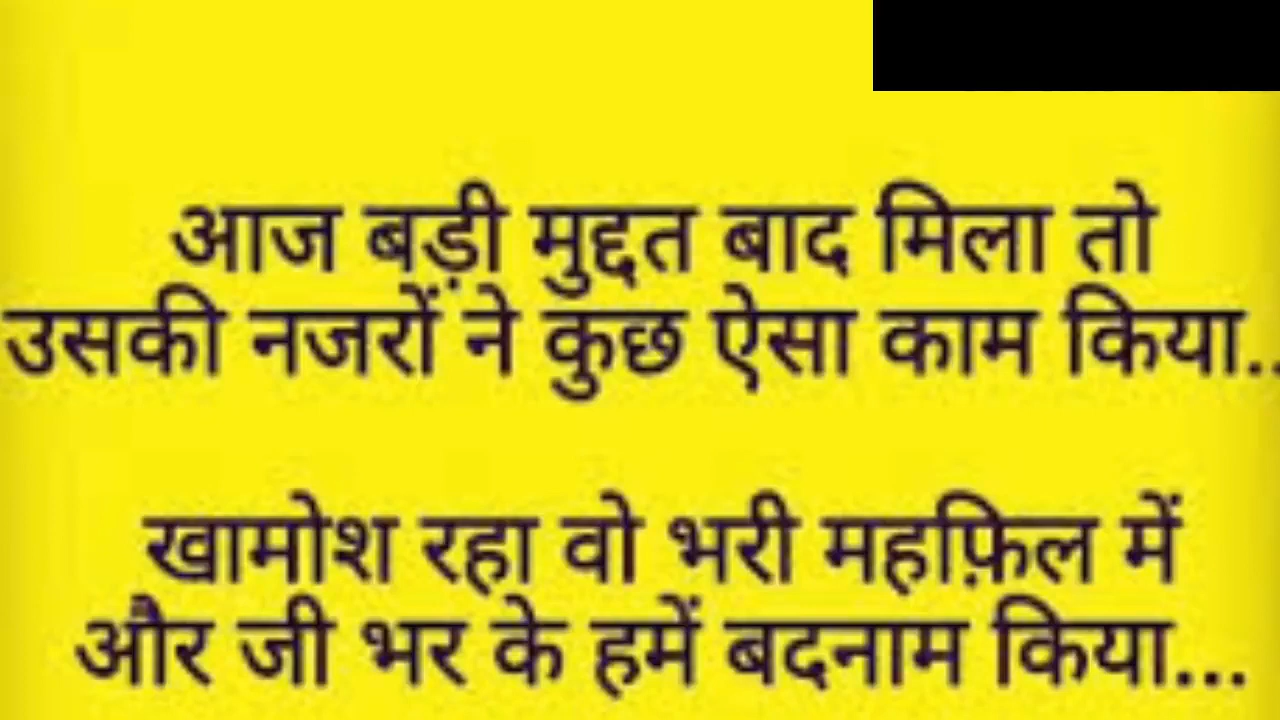 आज बड़ी मुद्दत बाद मिला तो
उसकी नजरों ने कुछ ऐसा काम किया..
खामोश रहा वो भरी महफ़िल में
और जी भर के हमें बदनाम किया...